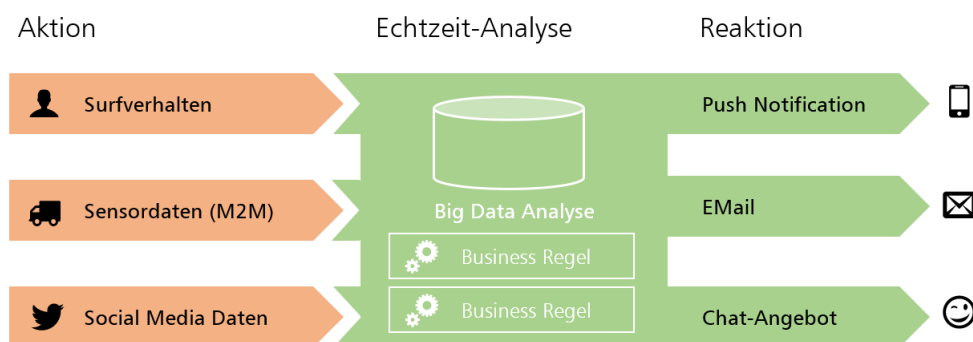 Aktion
Echtzeit-Analyse
Reaktion
Surfverhalten
Push Notification
Sensordaten (M2M)
Big Data Analyse
EMail
Business Regel
Business Regel
Social Media Daten
Chat-Angebot